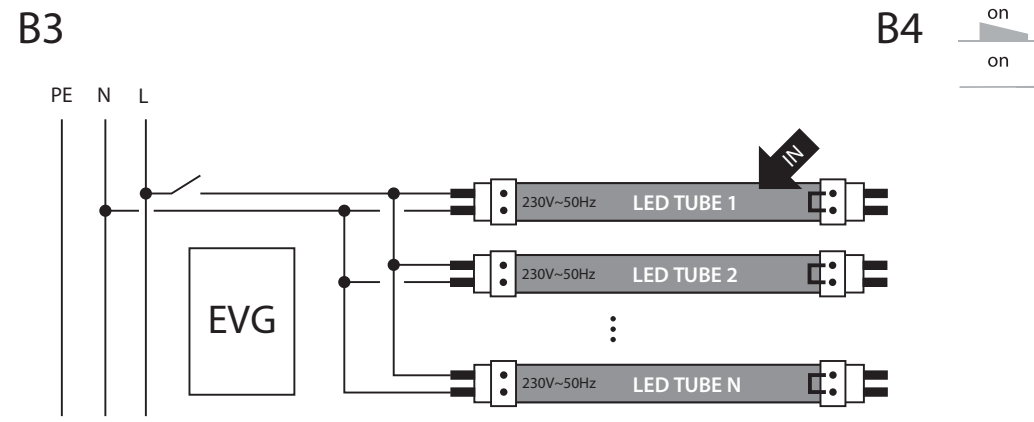 B3
B4
on
on
PE N L
IN
230V~50Hz LED TUBE 1
230V~50Hz LED TUBE 2
EVG
230V~50Hz LED TUBE N